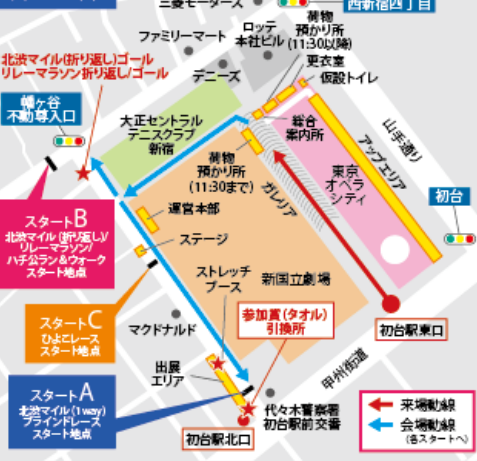 三菱モータース
西新宿四丁目
ロッテ
本社ビル
荷物
預かり所
(11:30以降)
更衣室
仮設トイレ
ファミリーマート
デニーズ
北渋マイル(折り返し)ゴール
リレーマラソン折り返し/ゴール
幡ヶ谷
不動尊入口
大正セントラル
テニスクラブ
新宿
総合
案内所
山手通り
アップエリア
荷物
預かり所
(11:30まで)
ガレリア
東京
オペラ
シティ
初台
スタートB
北渋マイル(折り返し)/
リレーマラソン/
ハチ公ラン&ウォーク
スタート地点
運営本部
ステージ
ストレッチ
ブース
新国立劇場
スタートC
ひよこレース
スタート地点
マクドナルド
参加賞(タオル)
引換所
初台駅東口
甲州街道
出展
エリア
スタートA
北渋マイル(1way)
ブラインドレース
スタート地点
代々木警察署
初台駅前交番
初台駅北口
来場動線
会場動線
(各スタートへ)